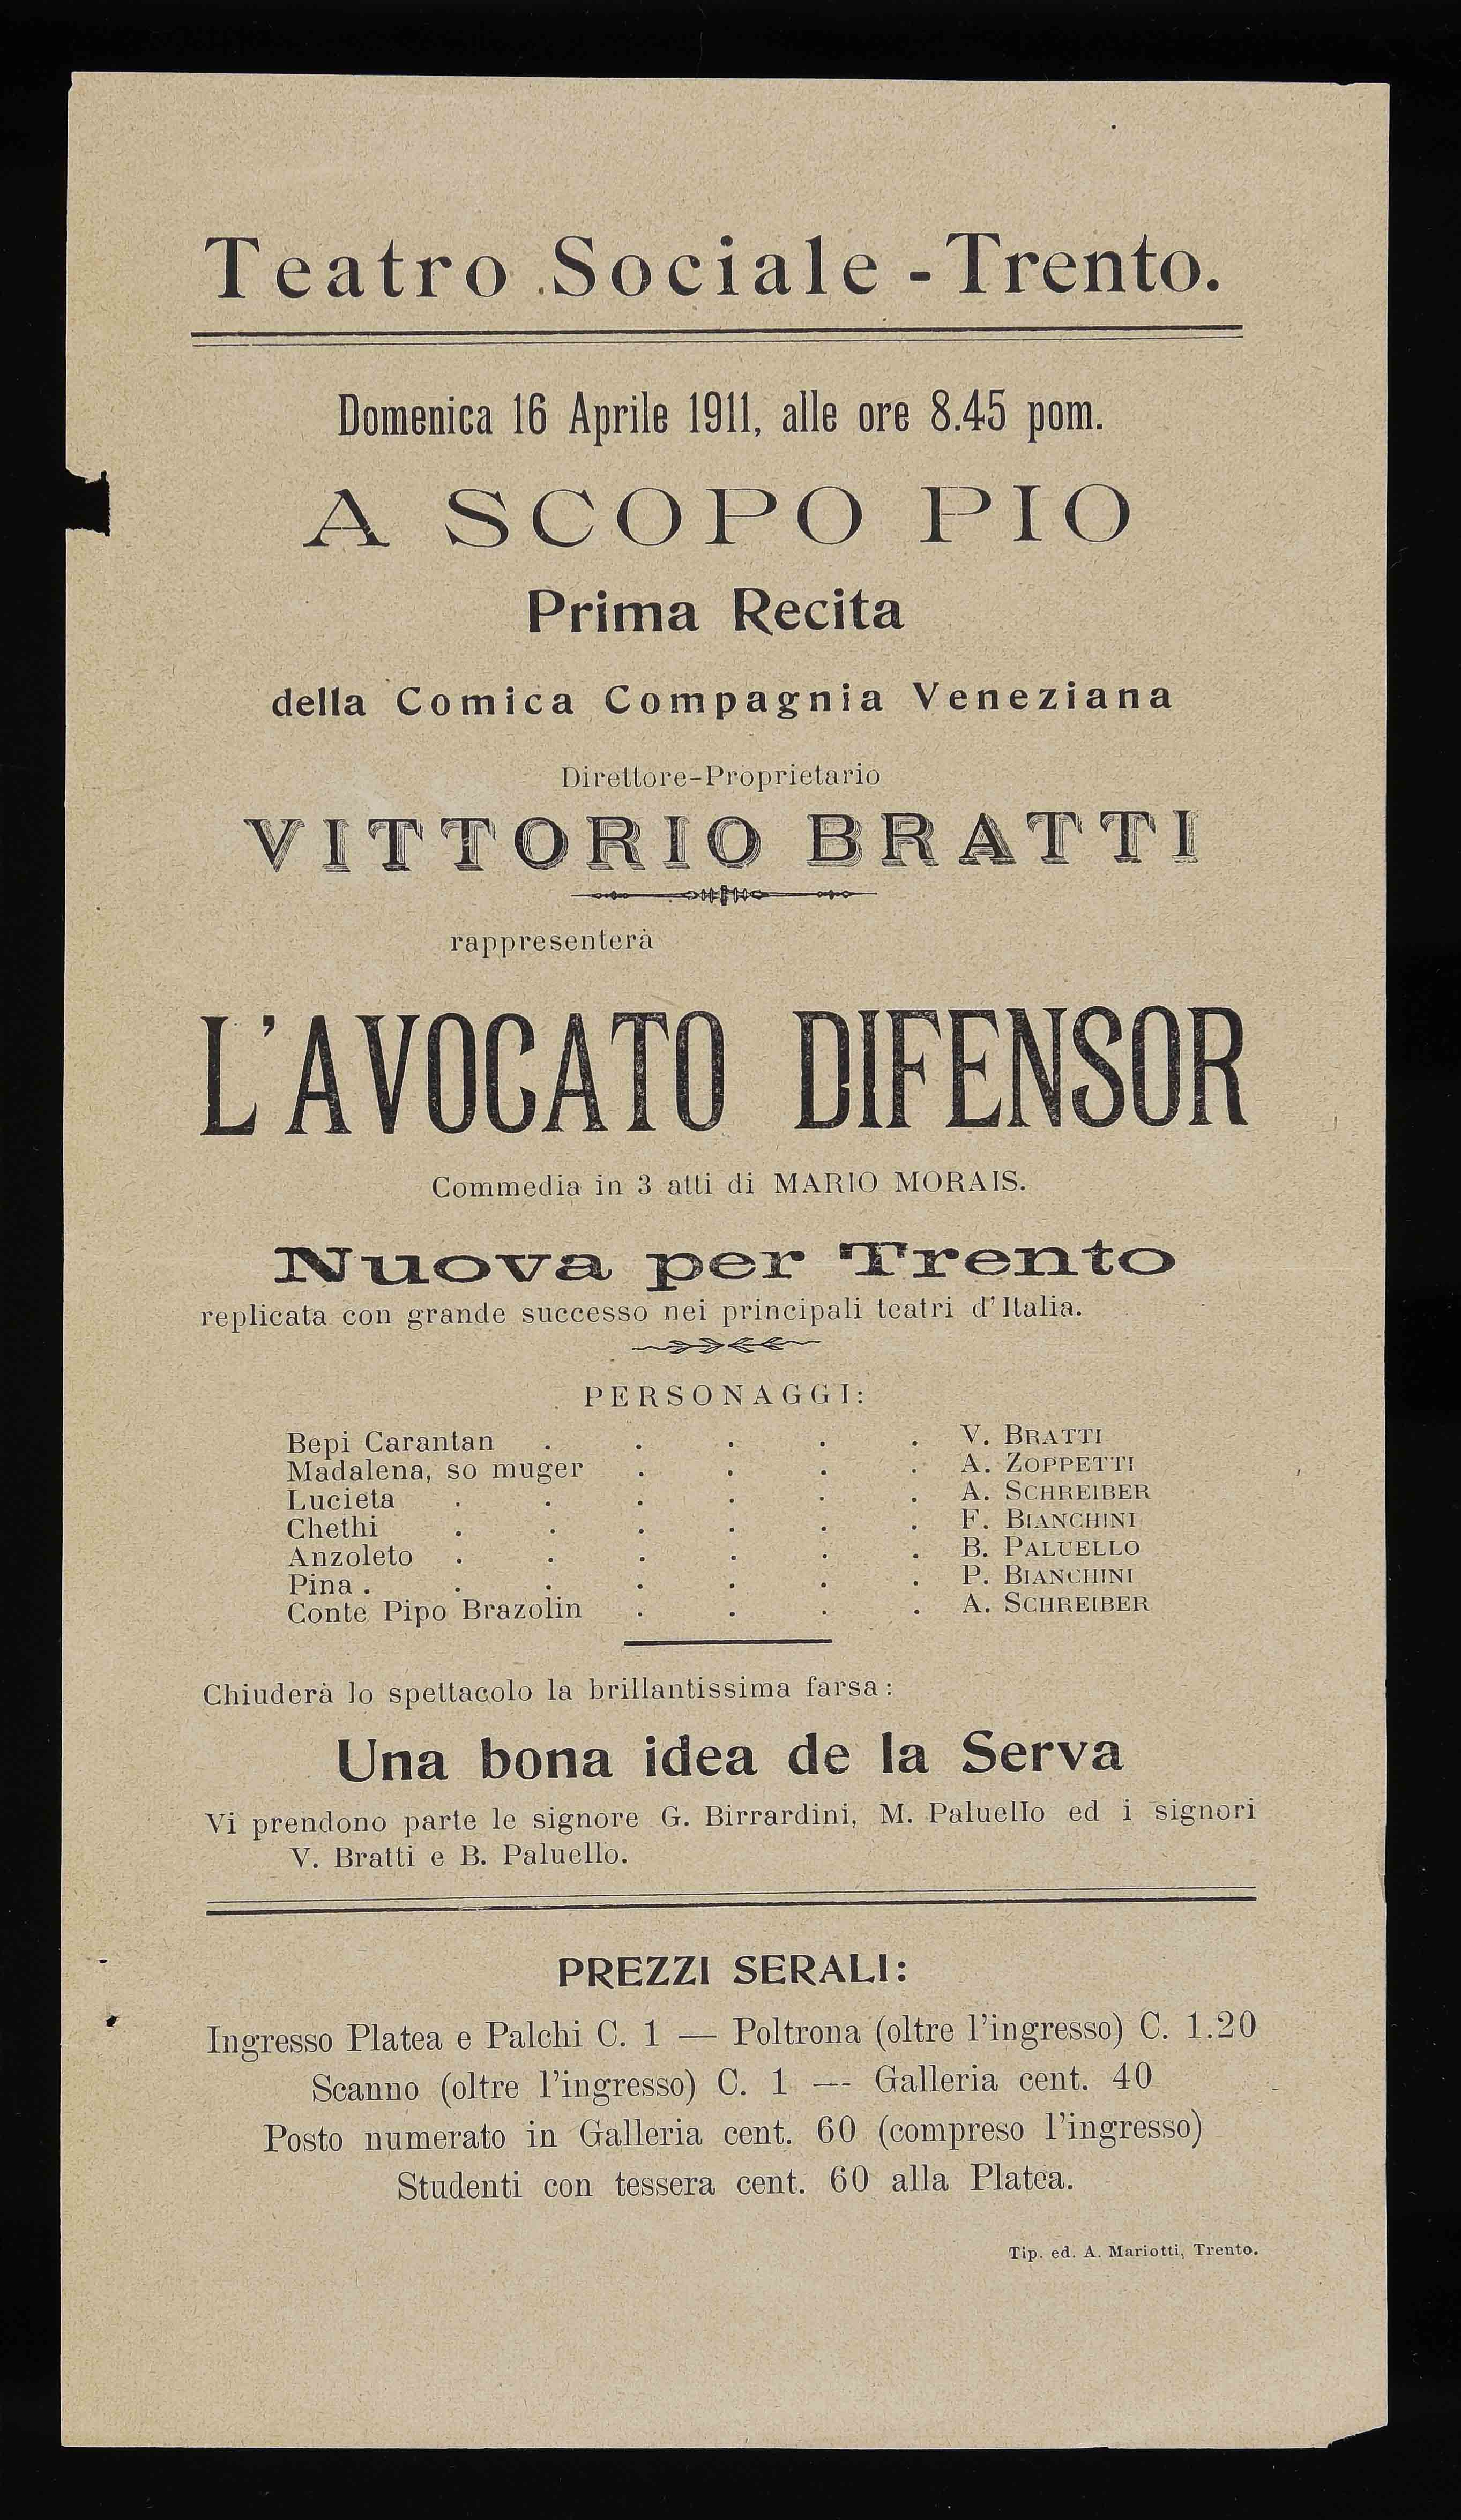 Teatro Sociale - Trento.
Domenica 16 Aprile 1911, alle ore 8.45 pom.
A SCOPO PIO
Prima Recita
della Comica Compagnia Veneziana
Direttore-Proprietario
VITTORIO BRATTI
rappresenterà
L'AVOCATO DIFENSOR
Commedia in 3 atti di MARIO MORAIS.
Nuova per Trento
replicata con grande successo nei principali teatri d'Italia.
PERSONAGGI:
Bepi Carantan . . . . . V. BRATTI
Madalena, so muger . . . . A. ZOPPETTI
Lucieta . . . . . . A. SCHREIBER
Chethi . . . . . . F. BIANCHINI
Anzoleto . . . . . . B. PALUELLO
Pina . . . . . . . P. BIANCHINI
Conte Pipo Brazolin . . . . A. SCHREIBER
Chiuderà lo spettacolo la brillantissima farsa:
Una bona idea de la Serva
Vi prendono parte le signore G. Birrardini, M. Paluello ed i signori
V. Bratti e B. Paluello.
PREZZI SERALI:
Ingresso Platea e Palchi C. 1 — Poltrona (oltre l'ingresso) C. 1.20
Scanno (oltre l'ingresso) C. 1 — Galleria cent. 40
Posto numerato in Galleria cent. 60 (compreso l'ingresso)
Studenti con tessera cent. 60 alla Platea.
Tip. ed. A. Mariotti, Trento.